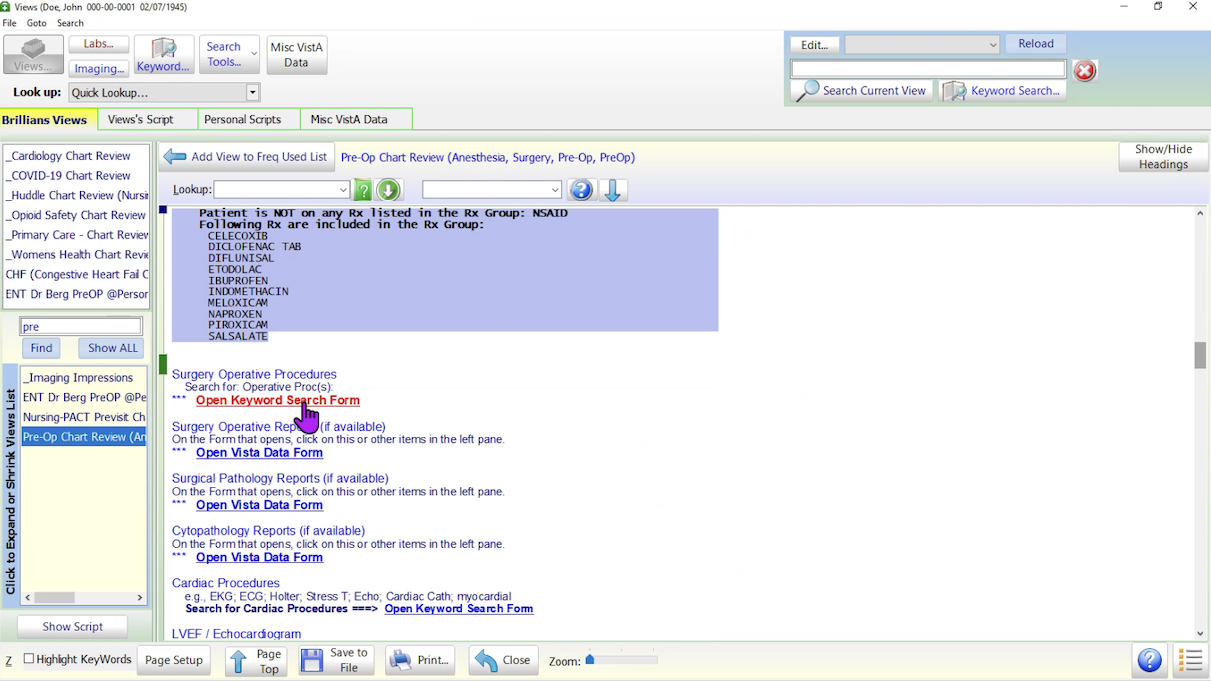 Views (Doe, John 000-00-0001 02/07/1945)
File Goto Search
Views...
Labs...
Imaging...
Keyword...
Search Tools...
Misc VistA Data
Edit...
Reload
Look up: Quick Lookup...
Search Current View
Keyword Search...
Brillians Views
Views's Script
Personal Scripts
Misc VistA Data
_Cardiology Chart Review
_COVID-19 Chart Review
_Huddle Chart Review (Nursi
_Opioid Safety Chart Review
_Primary Care - Chart Review
_Womens Health Chart Revie
CHF (Congestive Heart Fail C
ENT Dr Berg PreOP @Person
pre
Find
Show ALL
Click to Expand or Shrink Views List
_Imaging Impressions
ENT Dr Berg PreOP @Pe
Nursing-PACT Previsit Ch
Pre-Op Chart Review (An
Show Script
Add View to Freq Used List
Pre-Op Chart Review (Anesthesia, Surgery, Pre-Op, PreOp)
Show/Hide Headings
Lookup:
Patient is NOT on any Rx listed in the Rx Group: NSAID
Following Rx are included in the Rx Group:
CELECOXIB
DICLOFENAC TAB
DIFLUNISAL
ETODOLAC
IBUPROFEN
INDOMETHACIN
MELOXICAM
NAPROXEN
PIROXICAM
SALSALATE
Surgery Operative Procedures
Search for: Operative Proc(s):
*** Open Keyword Search Form
Surgery Operative Rep (if available)
On the Form that opens, click on this or other items in the left pane.
*** Open Vista Data Form
Surgical Pathology Reports (if available)
On the Form that opens, click on this or other items in the left pane.
*** Open Vista Data Form
Cytopathology Reports (if available)
On the Form that opens, click on this or other items in the left pane.
*** Open Vista Data Form
Cardiac Procedures
e.g., EKG; ECG; Holter; Stress T; Echo; Cardiac Cath; myocardial
Search for Cardiac Procedures ===> Open Keyword Search Form
LVEF / Echocardiogram
Z
Highlight KeyWords
Page Setup
Page Top
Save to File
Print...
Close
Zoom: